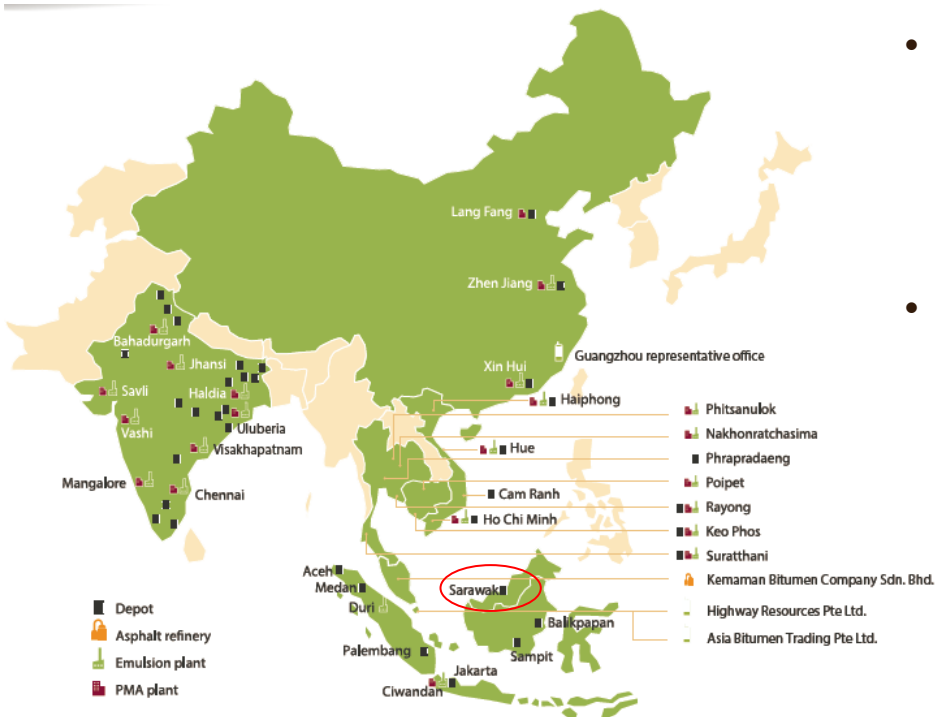 Lang Fang
Zhen Jiang
Guangzhou representative office
Xin Hui
Haiphong
Bahadurgarh
Jhansi
Savli
Haldia
Vashi
Uluberia
Visakhapatnam
Mangalore
Chennai
Hue
Cam Ranh
Ho Chi Minh
Phitsanulok
Nakhonratchasima
Phrapradaeng
Poipet
Rayong
Keo Phos
Suratthani
Kemaman Bitumen Company Sdn. Bhd.
Highway Resources Pte Ltd.
Asia Bitumen Trading Pte Ltd.
Aceh
Medan
Duri
Sarawak
Balikpapan
Palembang
Sampit
Jakarta
Ciwandan
Depot
Asphalt refinery
Emulsion plant
PMA plant